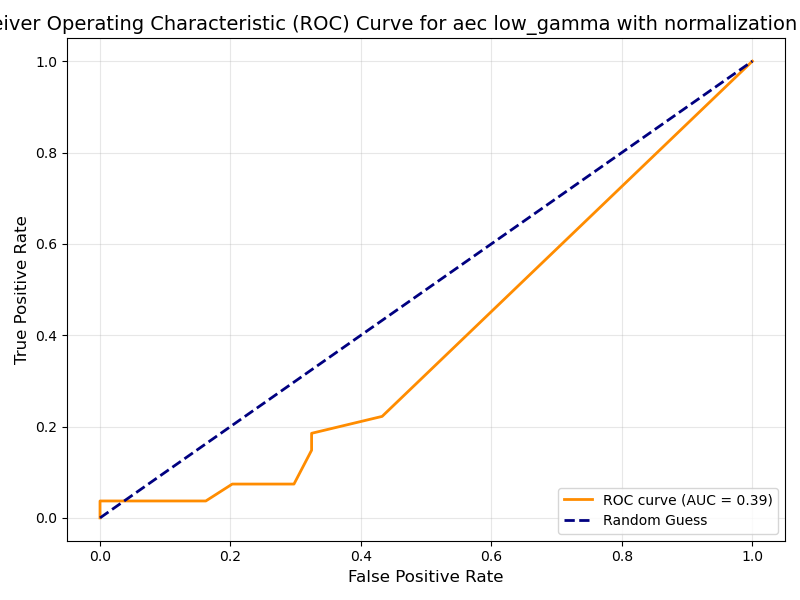 Operating Characteristic (ROC) Curve for aec low_gamma with normalization
1.0
0.8
0.6
0.4
0.2
0.0
True Positive Rate
ROC curve (AUC = 0.39)
Random Guess
0.0 0.2 0.4 0.6 0.8 1.0
False Positive Rate